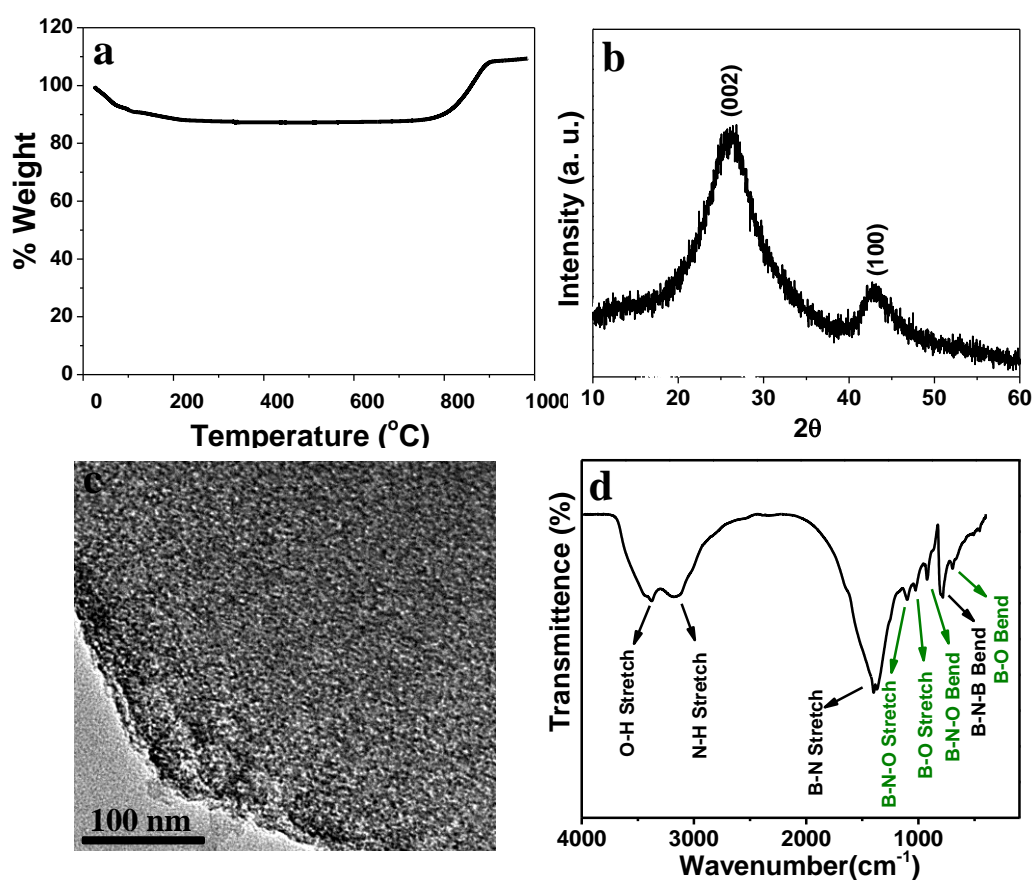 a
120
100
80
60
40
20
0
% Weight
0 200 400 600 800 1000
Temperature (°C)
b
(002)
(100)
Intensity (a. u.)
10 20 30 40 50 60
2θ
c
100 nm
d
Transmittence (%)
O-H Stretch
N-H Stretch
B-N Stretch
B-N-O Stretch
B-O Stretch
B-N-O Bend
B-N-B Bend
B-O Bend
4000 3000 2000 1000
Wavenumber(cm⁻¹)